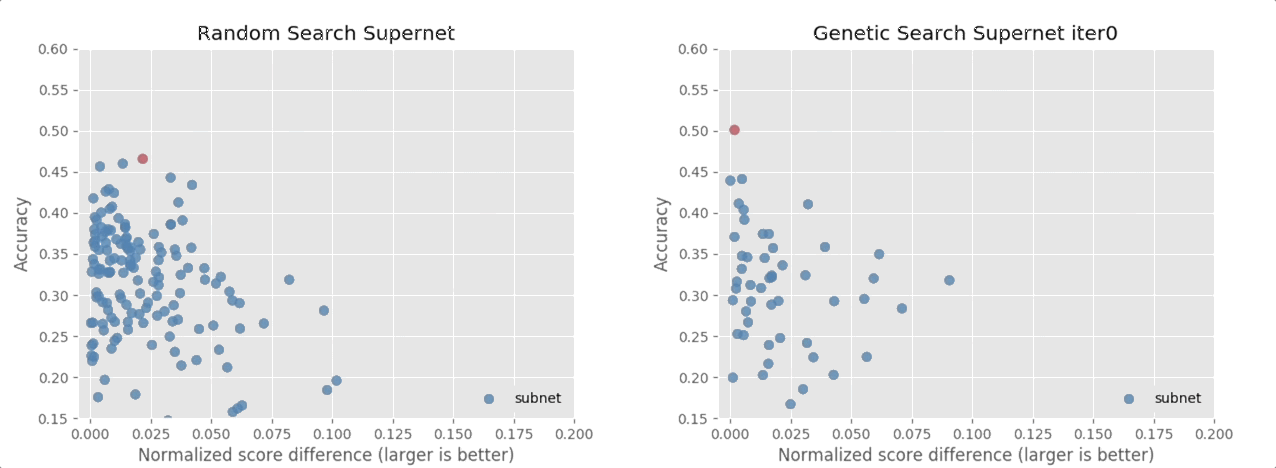 Random Search Supernet
0.60
0.55
0.50
0.45
0.40
0.35
0.30
0.25
0.20
0.15
Accuracy
subnet
0.000 0.025 0.050 0.075 0.100 0.125 0.150 0.175 0.200
Normalized score difference (larger is better)
Genetic Search Supernet iter0
0.60
0.55
0.50
0.45
0.40
0.35
0.30
0.25
0.20
0.15
Accuracy
subnet
0.000 0.025 0.050 0.075 0.100 0.125 0.150 0.175 0.200
Normalized score difference (larger is better)